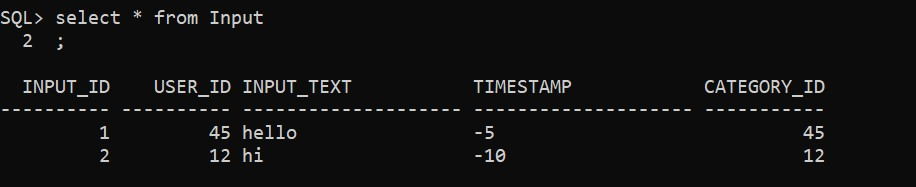 SQL> select * from Input
  2  ;
  INPUT_ID    USER_ID INPUT_TEXT           TIMESTAMP            CATEGORY_ID
---------- ---------- -------------------- -------------------- -----------
         1         45 hello                -5                            45
         2         12 hi                   -10                           12